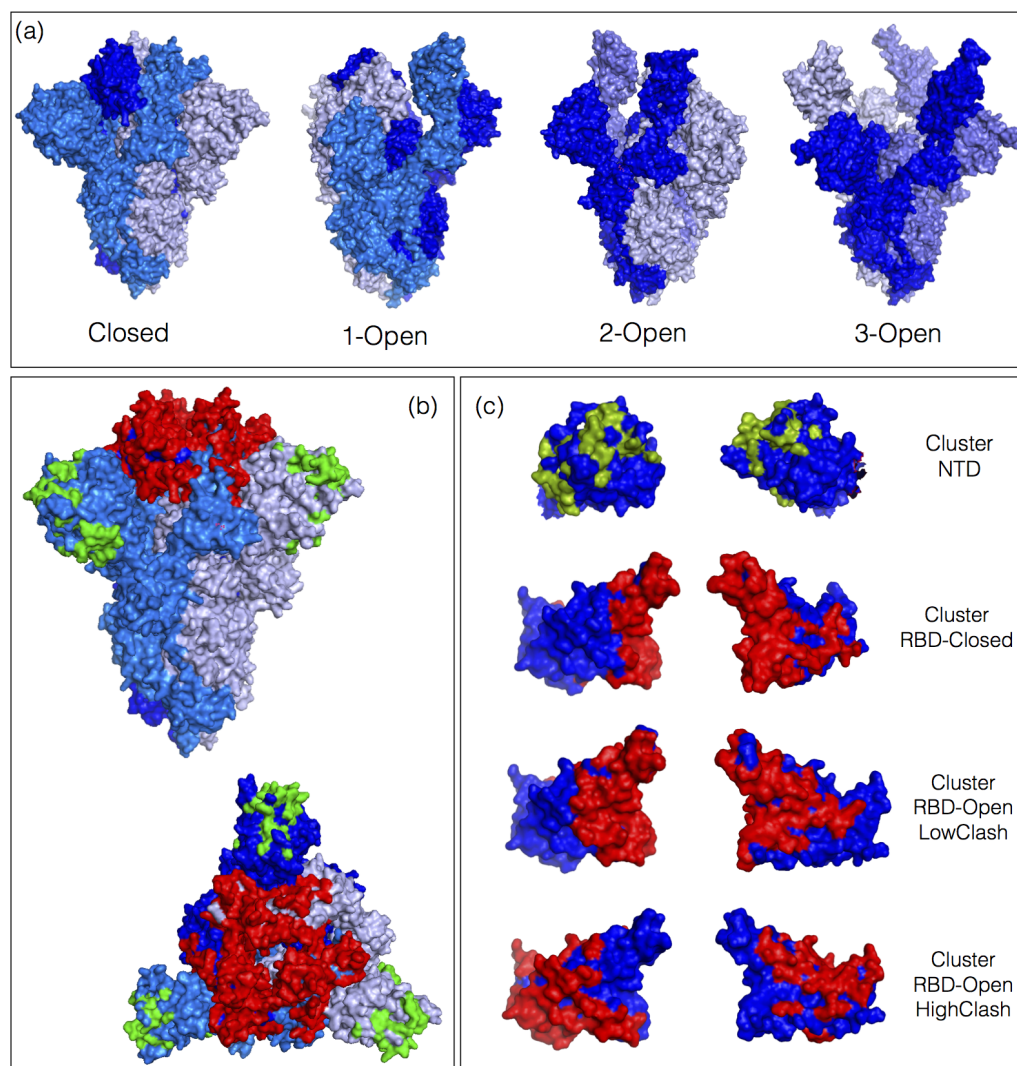 (a)
Closed
1-Open
2-Open
3-Open
(b)
(c)
Cluster
NTD
Cluster
RBD-Closed
Cluster
RBD-Open
LowClash
Cluster
RBD-Open
HighClash